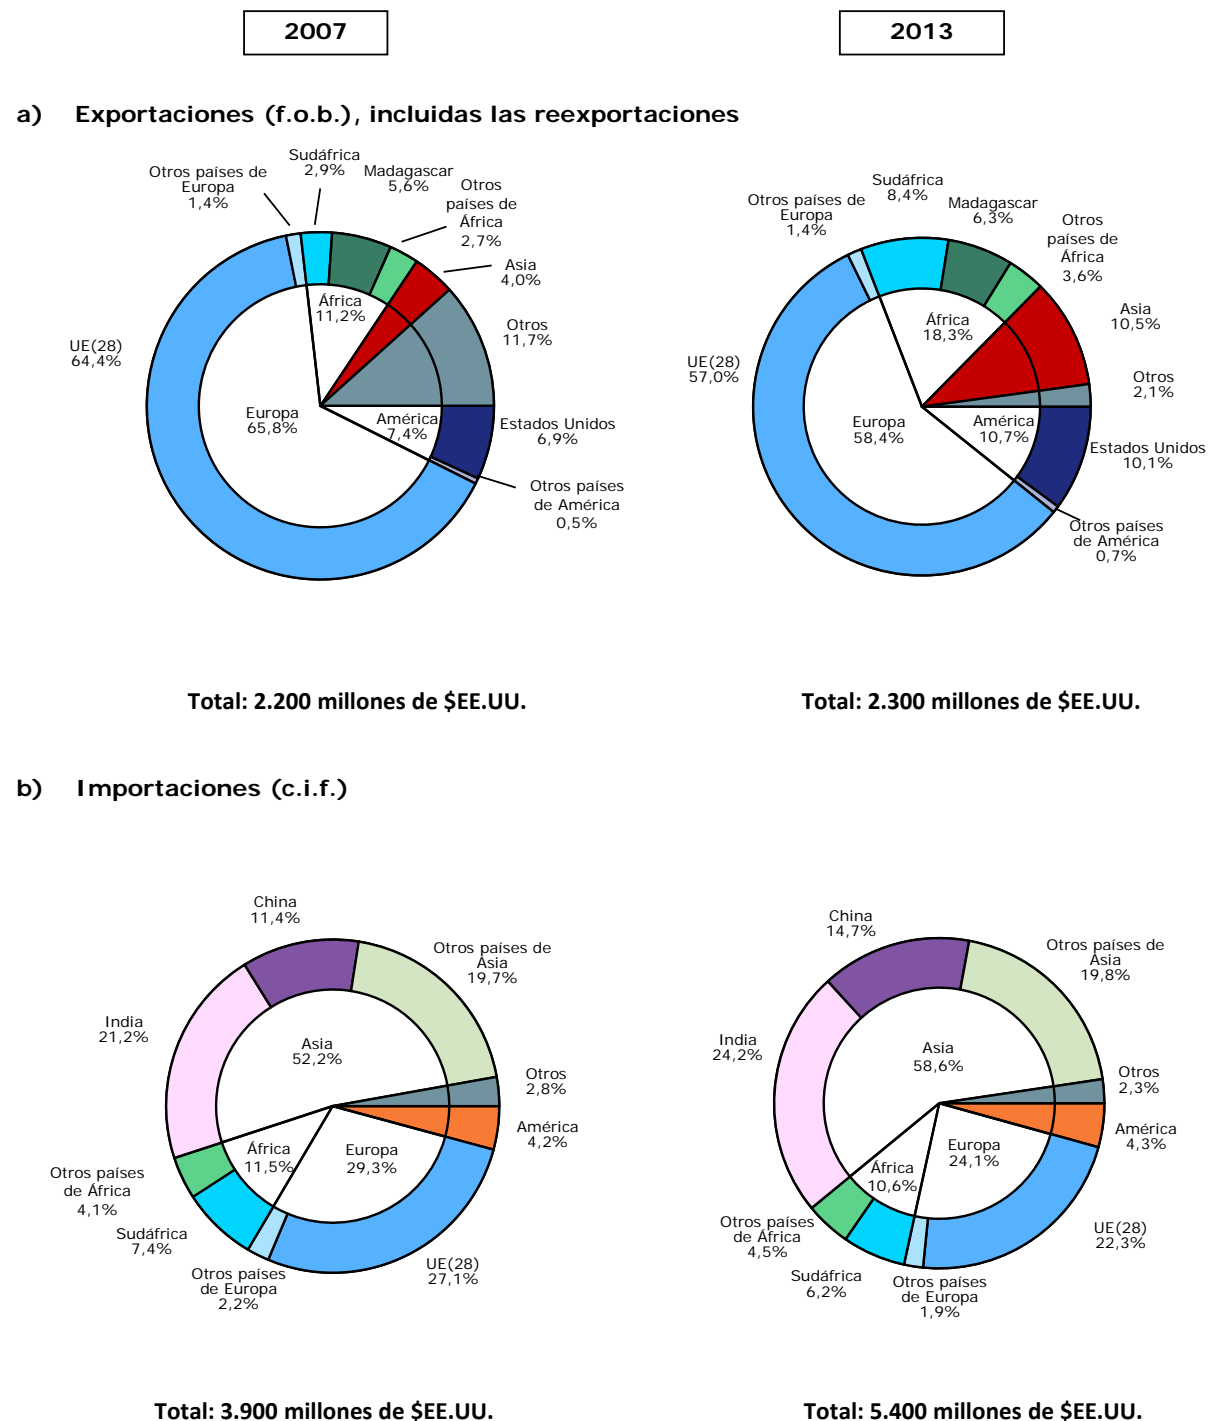 2007
2013
a) Exportaciones (f.o.b.), incluidas las reexportaciones
Otros países de
Europa
1,4%
Sudáfrica
2,9%
Madagascar
5,6%
Otros
países de
África
2,7%
Asia
4,0%
Otros
11,7%
UE(28)
64,4%
África
11,2%
Europa
65,8%
América
7,4%
Estados Unidos
6,9%
Otros países
de América
0,5%
Otros países de
Europa
1,4%
Sudáfrica
8,4%
Madagascar
6,3%
Otros
países de
África
3,6%
Asia
10,5%
Otros
2,1%
UE(28)
57,0%
África
18,3%
Europa
58,4%
América
10,7%
Estados Unidos
10,1%
Otros países
de América
0,7%
Total: 2.200 millones de $EE.UU.
Total: 2.300 millones de $EE.UU.
b) Importaciones (c.i.f.)
China
11,4%
Otros países de
Asia
19,7%
India
21,2%
Asia
52,2%
Otros
2,8%
América
4,2%
África
11,5%
Europa
29,3%
Otros países
de África
4,1%
Sudáfrica
7,4%
Otros países
de Europa
2,2%
UE(28)
27,1%
China
14,7%
Otros países de
Asia
19,8%
India
24,2%
Asia
58,6%
Otros
2,3%
América
4,3%
África
10,6%
Europa
24,1%
Otros países
de África
4,5%
Sudáfrica
6,2%
Otros países
de Europa
1,9%
UE(28)
22,3%
Total: 3.900 millones de $EE.UU.
Total: 5.400 millones de $EE.UU.